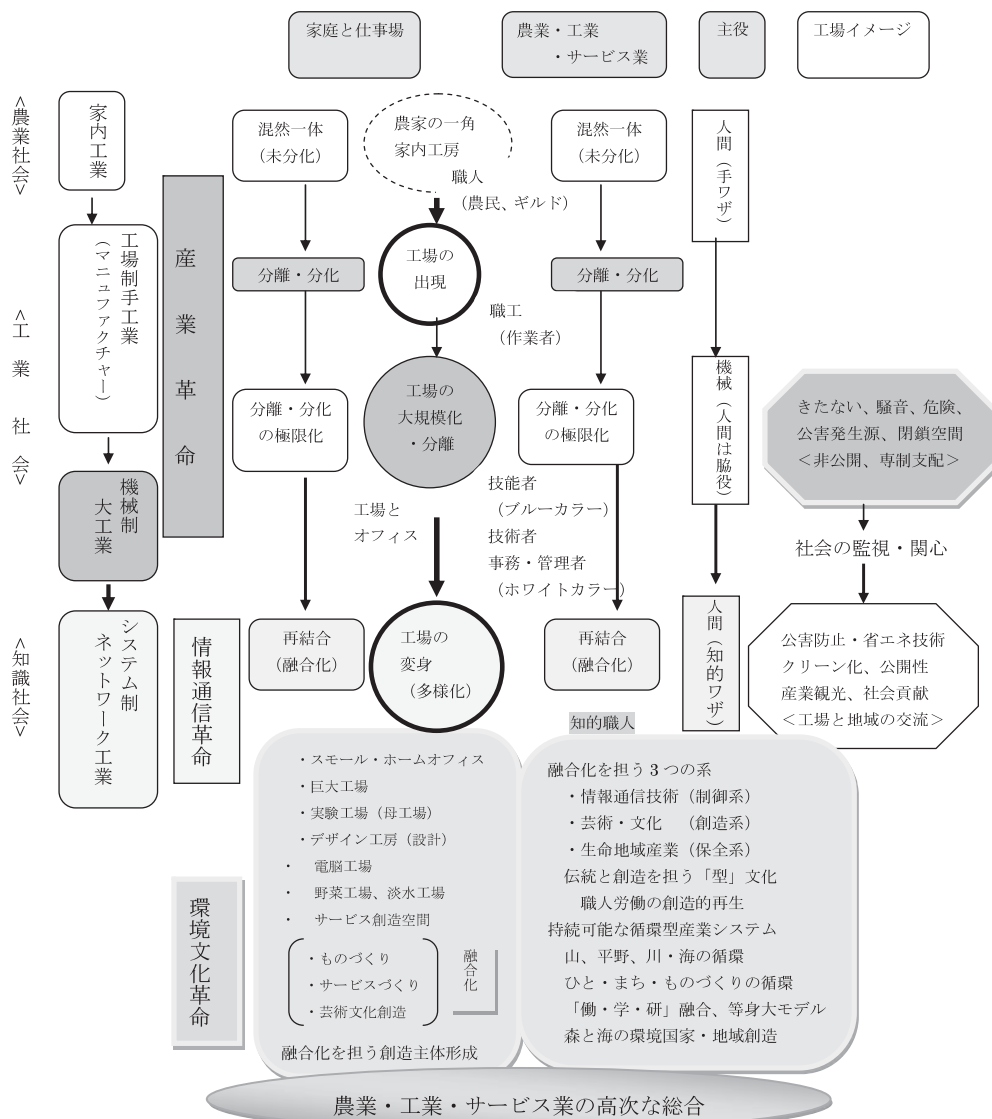 家庭と仕事場
農業・工業
・サービス業
主役
工場イメージ
<農業社会>
<工業社会>
<知識社会>
家内工業
工場制手工業
(マニュファクチャー)
機械制
大工業
システム制
ネットワーク工業
産業革命
情報通信革命
環境文化革命
混然一体
(未分化)
分離・分化
分離・分化
の極限化
再結合
(融合化)
農家の一角
家内工房
職人
(農民、ギルド)
工場の
出現
職工
(作業者)
工場の
大規模化
・分離
工場と
オフィス
技能者
(ブルーカラー)
技術者
事務・管理者
(ホワイトカラー)
工場の
変身
(多様化)
混然一体
(未分化)
分離・分化
分離・分化
の極限化
再結合
(融合化)
知的職人
人間(手ワザ)
機械(人間は脇役)
人間(知的ワザ)
きたない、騒音、危険、
公害発生源、閉鎖空間
<非公開、専制支配>
社会の監視・関心
公害防止・省エネ技術
クリーン化、公開性
産業観光、社会貢献
<工場と地域の交流>
・スモール・ホームオフィス
・巨大工場
・実験工場(母工場)
・デザイン工房(設計)
・ 電脳工場
・ 野菜工場、淡水工場
・ サービス創造空間
・ものづくり
・サービスづくり
・芸術文化創造
融合化
融合化を担う創造主体形成
融合化を担う3つの系
・情報通信技術(制御系)
・芸術・文化 (創造系)
・生命地域産業(保全系)
伝統と創造を担う「型」文化
職人労働の創造的再生
持続可能な循環型産業システム
山、平野、川・海の循環
ひと・まち・ものづくりの循環
「働・学・研」融合、等身大モデル
森と海の環境国家・地域創造
農業・工業・サービス業の高次な総合